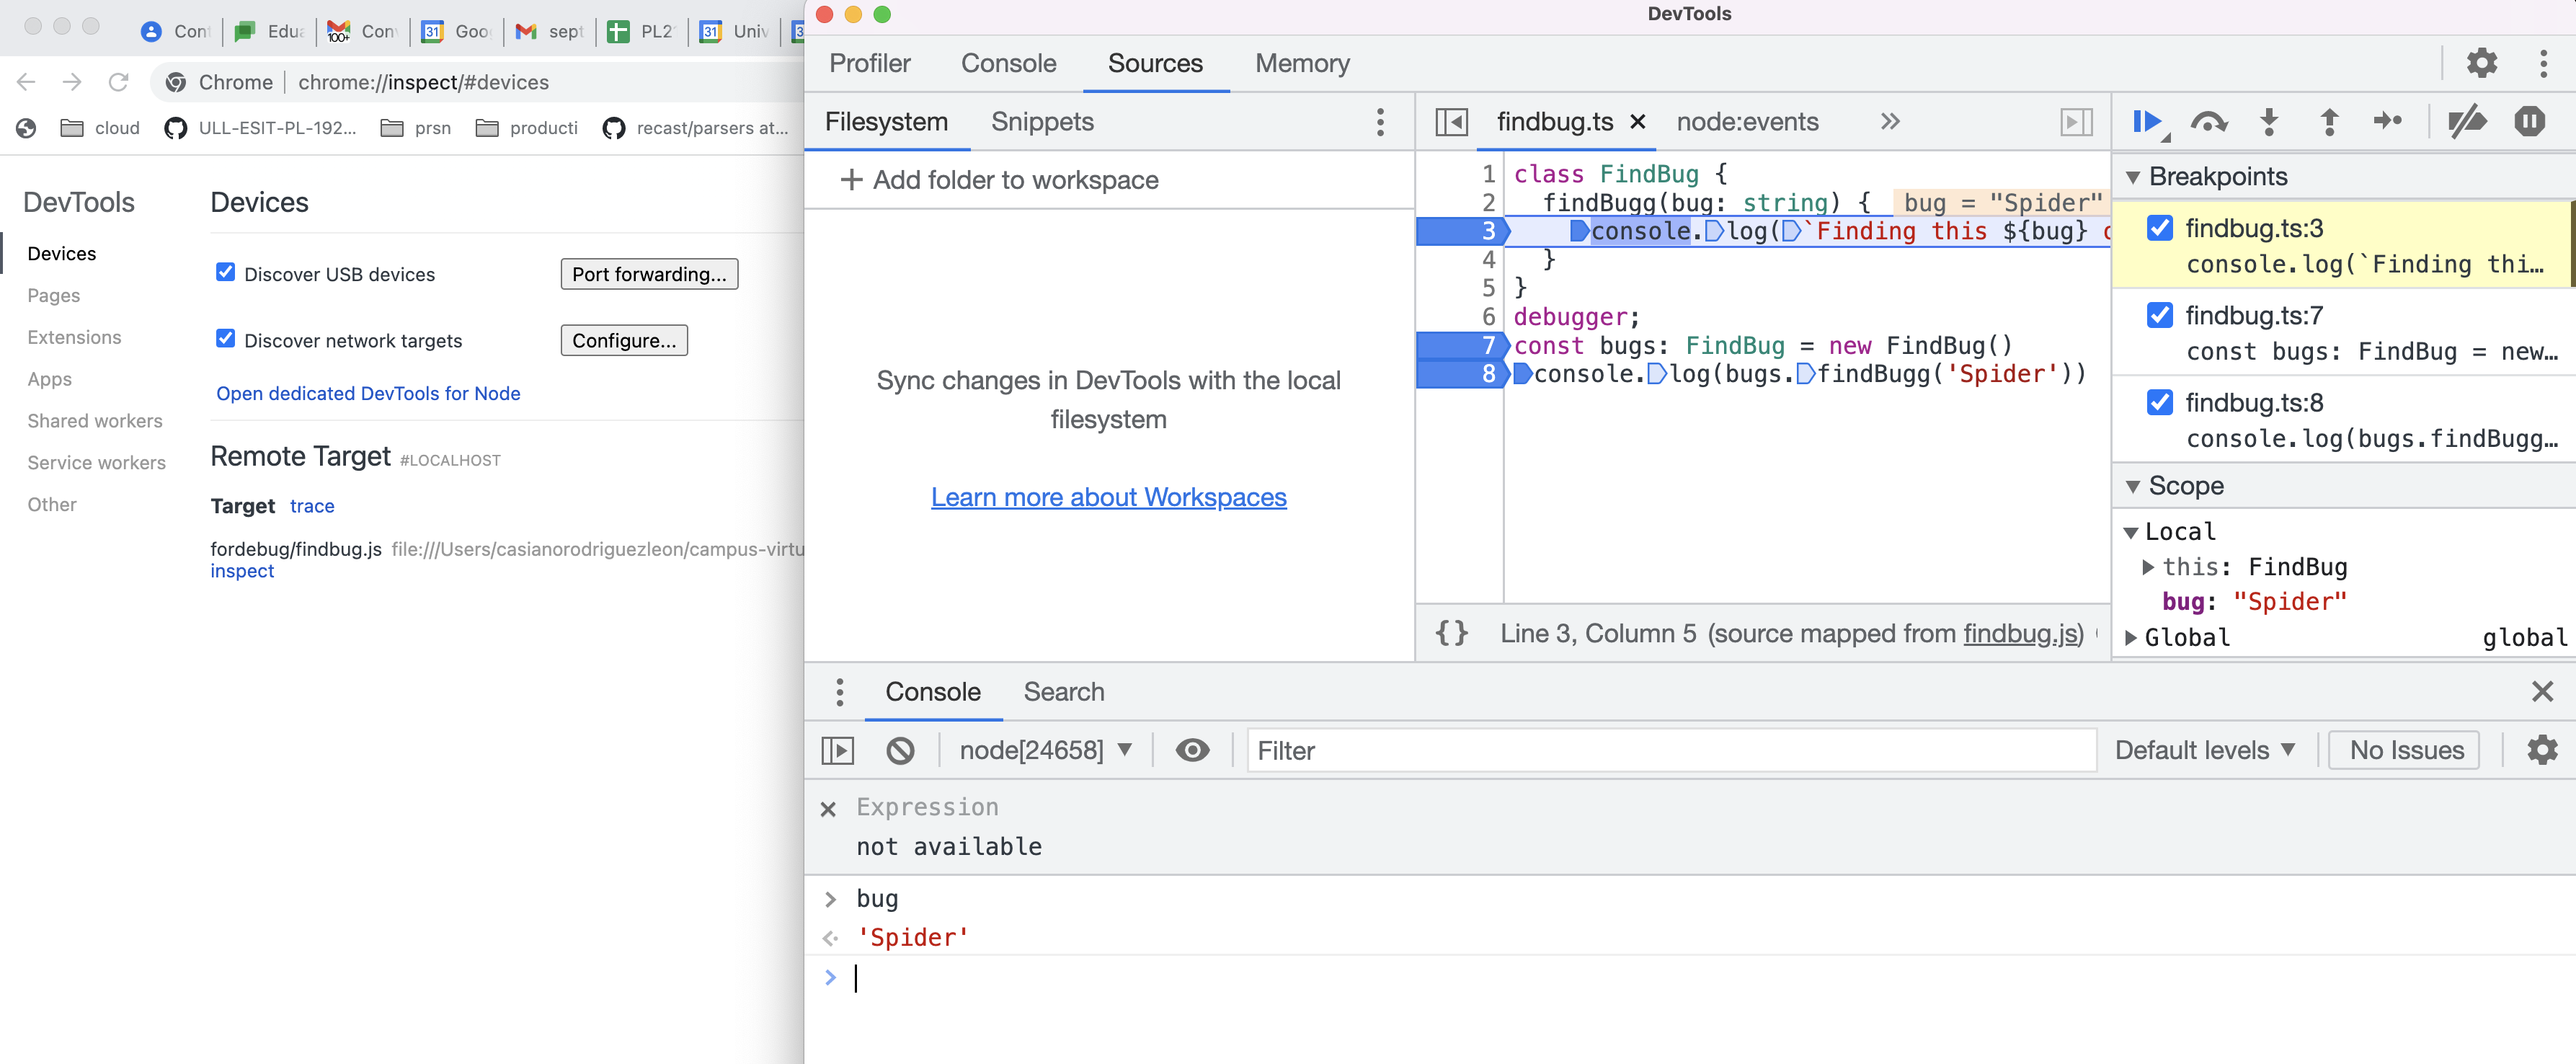 Cont
Edua
100+
Conv
31
Goog
sept
PL2
31
Univ
Chrome
chrome://inspect/#devices
cloud
ULL-ESIT-PL-192...
prsn
producti
recast/parsers at...
DevTools
Devices
Pages
Extensions
Apps
Shared workers
Service workers
Other
Devices
Discover USB devices
Port forwarding...
Discover network targets
Configure...
Open dedicated DevTools for Node
Remote Target #LOCALHOST
Target trace
fordebug/findbug.js file:///Users/casianorodriguezleon/campus-virtu
inspect
DevTools
Profiler
Console
Sources
Memory
Filesystem
Snippets
+ Add folder to workspace
Sync changes in DevTools with the local
filesystem
Learn more about Workspaces
findbug.ts ×
node:events
»
1 class FindBug {
2 findBugg(bug: string) { bug = "Spider"
3 console.log(`Finding this ${bug}
4 }
5 }
6 debugger;
7 const bugs: FindBug = new FindBug()
8 console.log(bugs.findBugg('Spider'))
{} Line 3, Column 5 (source mapped from findbug.js)
Breakpoints
findbug.ts:3
console.log(`Finding thi…
findbug.ts:7
const bugs: FindBug = new…
findbug.ts:8
console.log(bugs.findBugg…
Scope
Local
this: FindBug
bug: "Spider"
Global global
Console
Search
node[24658]
Filter
Default levels
No Issues
Expression
not available
> bug
'Spider'
>